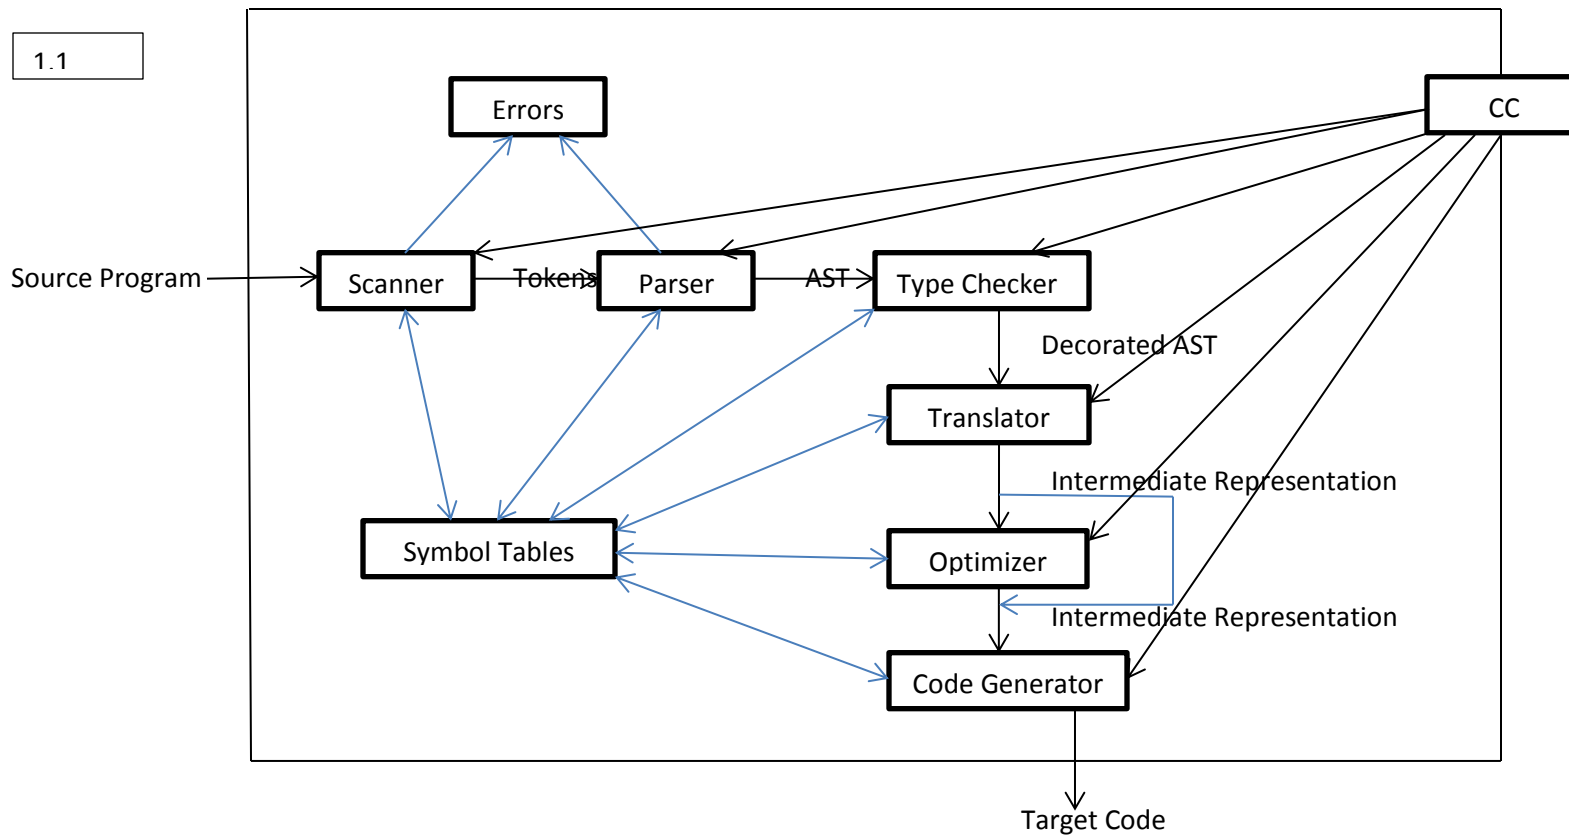 1.1
Errors
CC
Source Program
Scanner
Tokens
Parser
AST
Type Checker
Decorated AST
Translator
Intermediate Representation
Symbol Tables
Optimizer
Intermediate Representation
Code Generator
Target Code